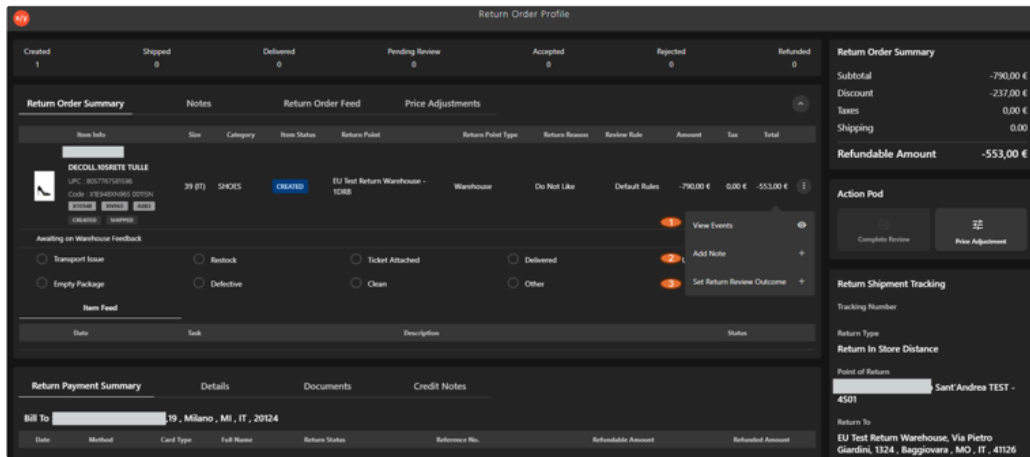 x/y
Return Order Profile
Created Shipped Delivered Pending Review Accepted Rejected Refunded
1 0 0 0 0 0 0
Return Order Summary Notes Return Order Feed Price Adjustments
Item Info Size Category Item Status Return Point Return Point Type Return Reason Review Rule Amount Tax Total
DECOLL.105RETE TULLE
UPC : 8057767581596
39 (IT) SHOES CREATED EU Test Return Warehouse - 1DRB Warehouse Do Not Like Default Rules -790,00 € 0,00 € -553,00 €
CREATED SHIPPED
1 View Events
2 Add Note
3 Set Return Review Outcome
Awaiting on Warehouse Feedback
Transport Issue Restock Ticket Attached Delivered
Empty Package Defective Clean Other
Item Feed
Date Task Description Status
Return Payment Summary Details Documents Credit Notes
Bill To ,19 , Milano , MI , IT , 20124
Date Method Card Type Full Name Return Status Reference No. Refundable Amount Refunded Amount
Return Order Summary
Subtotal -790,00 €
Discount -237,00 €
Taxes 0,00 €
Shipping 0.00
Refundable Amount -553,00 €
Action Pod
Complete Review Price Adjustment
Return Shipment Tracking
Tracking Number
Return Type
Return In Store Distance
Point of Return
Sant'Andrea TEST -
4S01
Return To
EU Test Return Warehouse, Via Pietro
Giardini, 1324 , Baggiovara , MO , IT , 41126